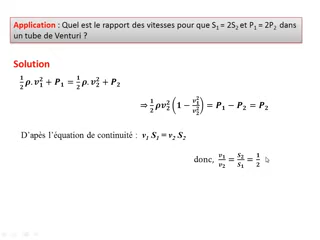 Application : Quel est le rapport des vitesses pour que S₁ = 2S₂ et P₁ = 2P₂ dans
un tube de Venturi ?
Solution
½ρ.v₁² + P₁ = ½ρ.v₂² + P₂
⇒ ½ρv₂² (1 − v₁²/v₂²) = P₁ − P₂ = P₂
D'après l'équation de continuité : v₁ S₁ = v₂ S₂
donc, v₁/v₂ = S₂/S₁ = 1/2